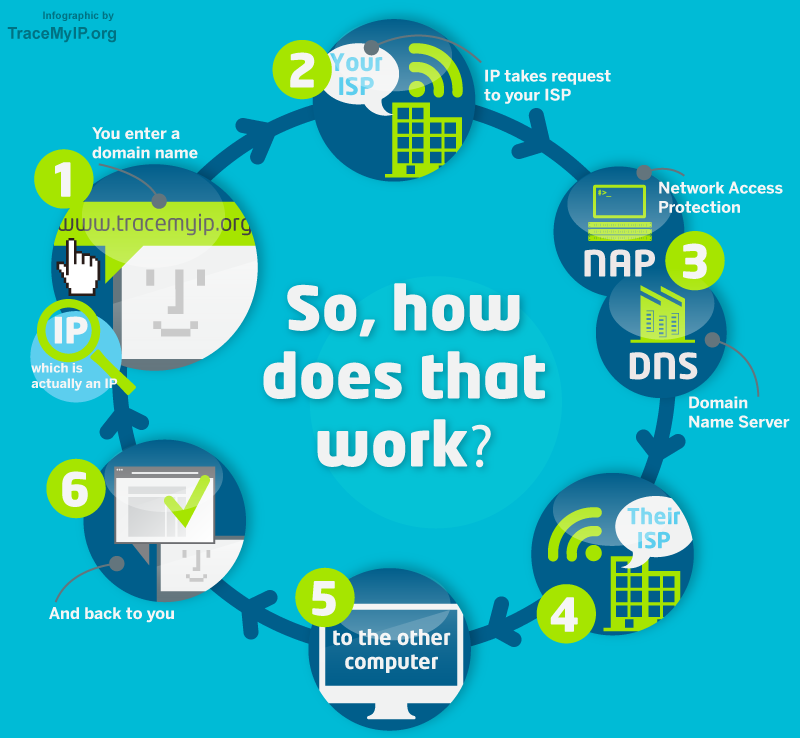 Infographic by
TraceMyIP.org
1
You enter a
domain name
www.tracemyip.org
IP
which is
actually an IP
2
Your
ISP
IP takes request
to your ISP
Network Access
Protection
>_
NAP
3
DNS
Domain
Name Server
So, how
does that
work?
Their
ISP
4
5
to the other
computer
6
And back to you